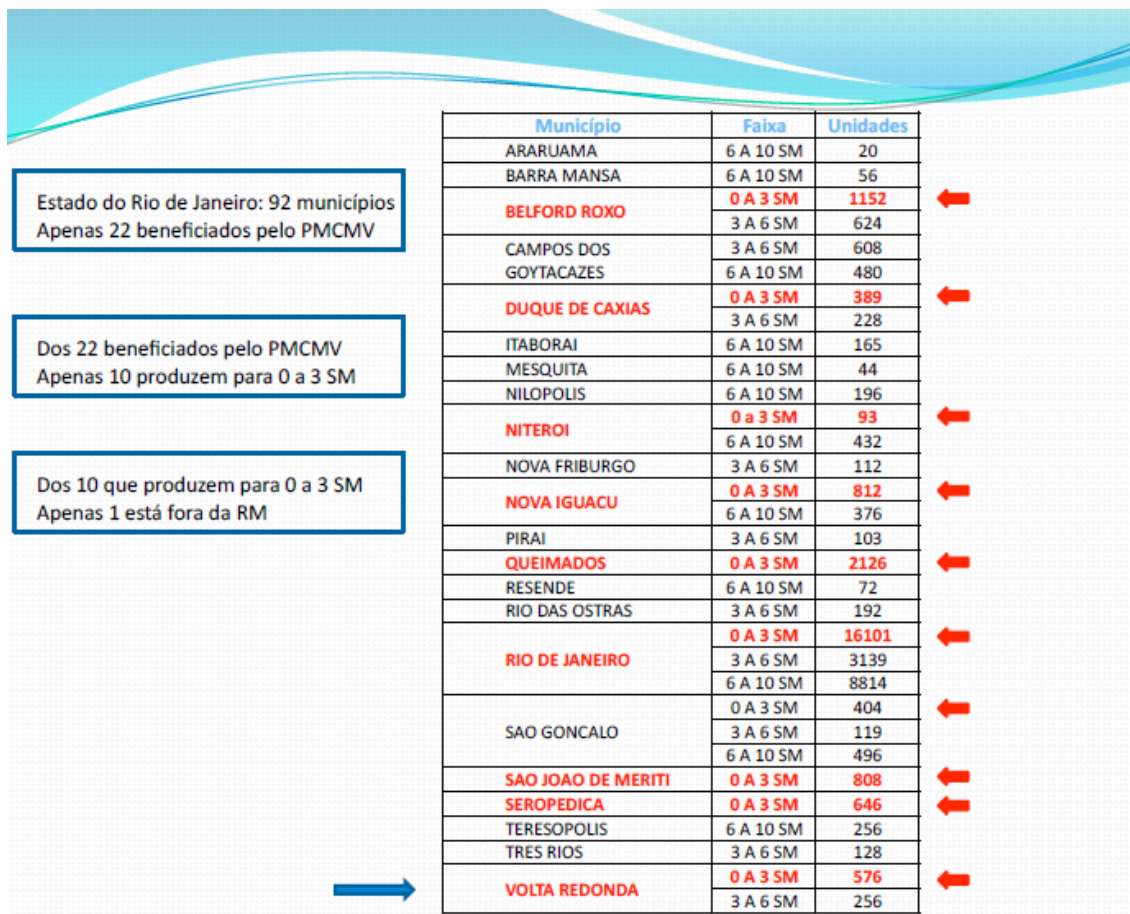 Estado do Rio de Janeiro: 92 municípios
Apenas 22 beneficiados pelo PMCMV
Dos 22 beneficiados pelo PMCMV
Apenas 10 produzem para 0 a 3 SM
Dos 10 que produzem para 0 a 3 SM
Apenas 1 está fora da RM
Município Faixa Unidades
ARARUAMA 6 A 10 SM 20
BARRA MANSA 6 A 10 SM 56
BELFORD ROXO 0 A 3 SM 1152
3 A 6 SM 624
CAMPOS DOS 3 A 6 SM 608
GOYTACAZES 6 A 10 SM 480
DUQUE DE CAXIAS 0 A 3 SM 389
3 A 6 SM 228
ITABORAI 6 A 10 SM 165
MESQUITA 6 A 10 SM 44
NILOPOLIS 6 A 10 SM 196
NITEROI 0 a 3 SM 93
6 A 10 SM 432
NOVA FRIBURGO 3 A 6 SM 112
NOVA IGUACU 0 A 3 SM 812
6 A 10 SM 376
PIRAI 3 A 6 SM 103
QUEIMADOS 0 A 3 SM 2126
RESENDE 6 A 10 SM 72
RIO DAS OSTRAS 3 A 6 SM 192
RIO DE JANEIRO 0 A 3 SM 16101
3 A 6 SM 3139
6 A 10 SM 8814
SAO GONCALO 0 A 3 SM 404
3 A 6 SM 119
6 A 10 SM 496
SAO JOAO DE MERITI 0 A 3 SM 808
SEROPEDICA 0 A 3 SM 646
TERESOPOLIS 6 A 10 SM 256
TRES RIOS 3 A 6 SM 128
VOLTA REDONDA 0 A 3 SM 576
3 A 6 SM 256